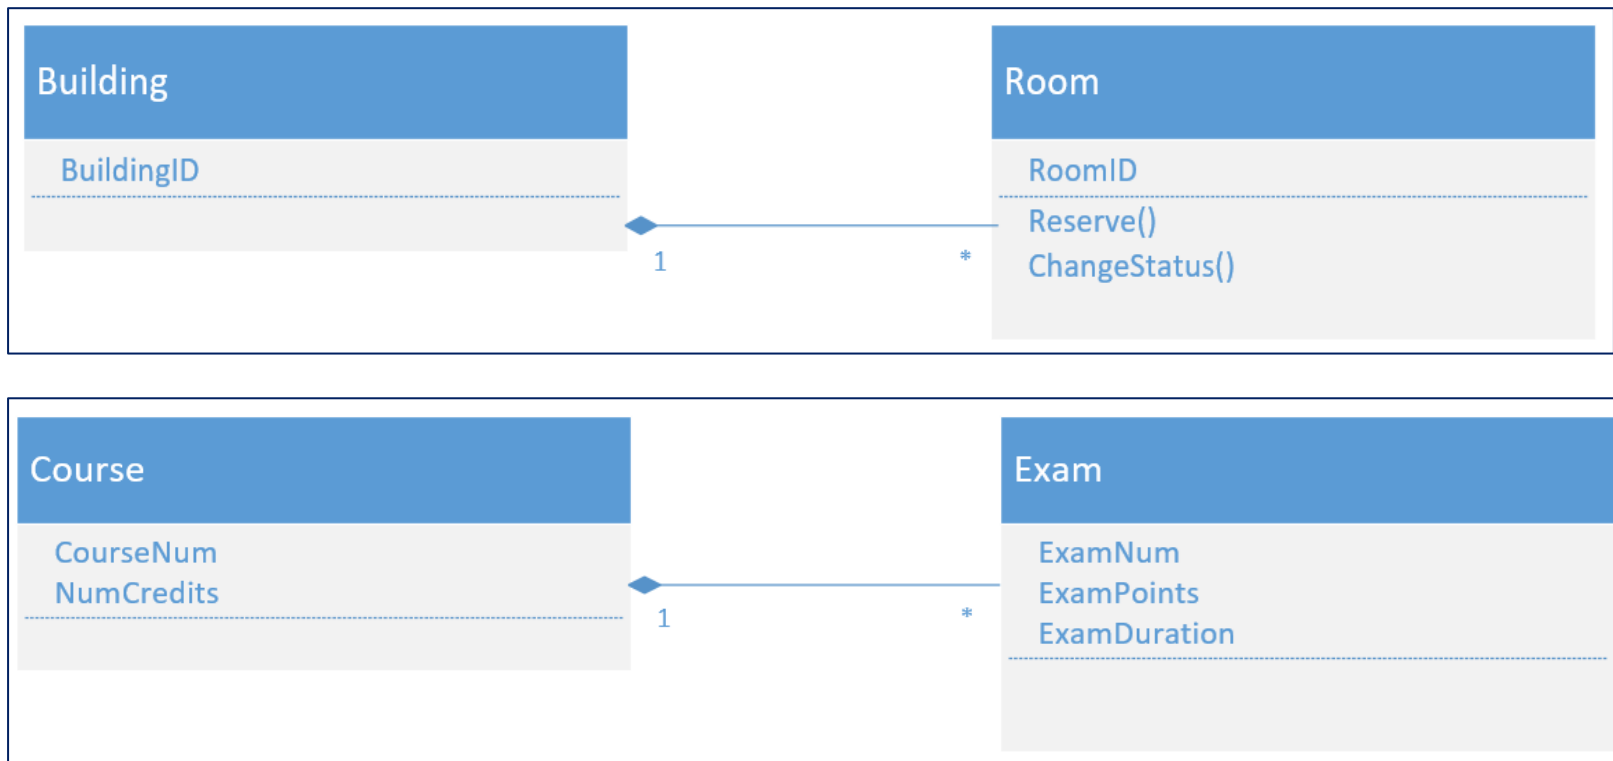 Building
Room
BuildingID
RoomID
Reserve()
ChangeStatus()
1
*
Course
Exam
CourseNum
NumCredits
ExamNum
ExamPoints
ExamDuration
1
*